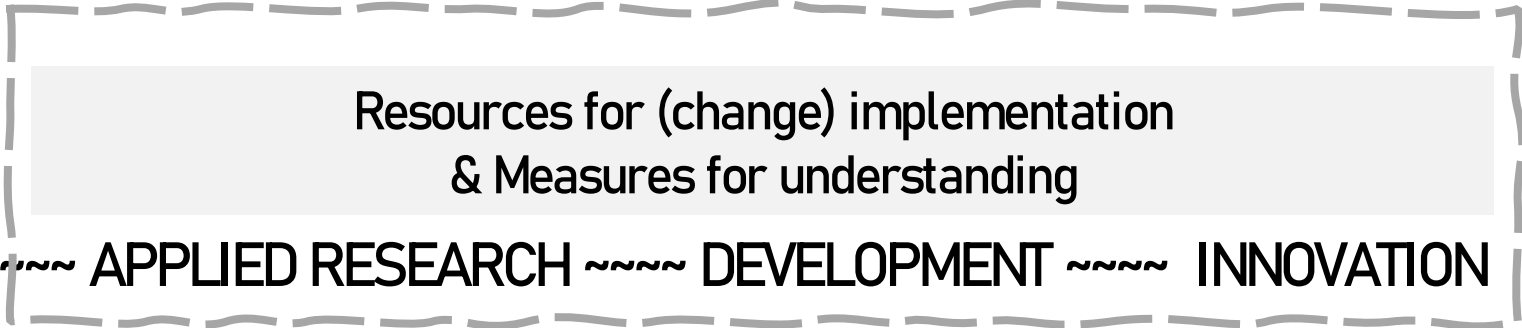 Resources for (change) implementation
& Measures for understanding
~~~ APPLIED RESEARCH ~~~~ DEVELOPMENT ~~~~ INNOVATION